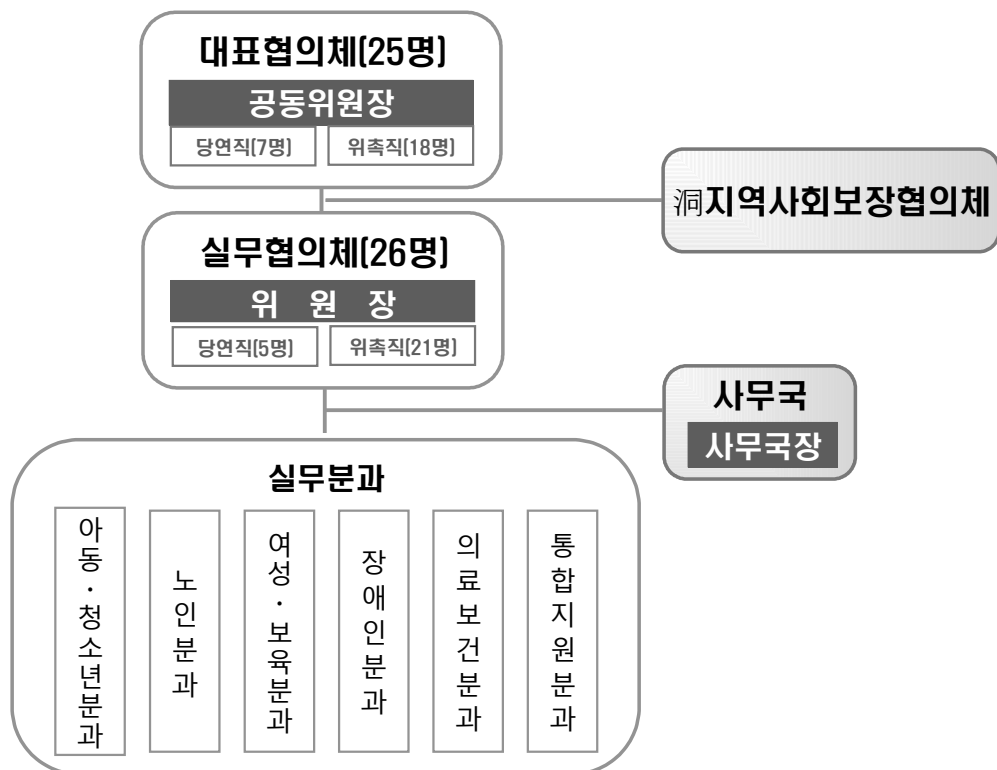 대표협의체(25명)
공동위원장
당연직(7명) 위촉직(18명)
洞지역사회보장협의체
실무협의체(26명)
위 원 장
당연직(5명) 위촉직(21명)
사무국
사무국장
실무분과
아동·청소년분과
노인분과
여성·보육분과
장애인분과
의료보건분과
통합지원분과